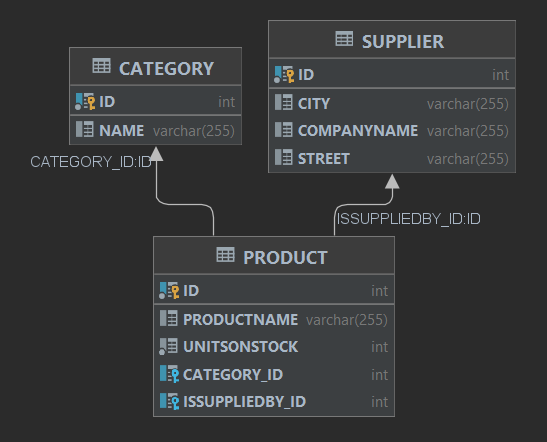 SUPPLIER
ID int
CITY varchar(255)
COMPANYNAME varchar(255)
STREET varchar(255)
CATEGORY
ID int
NAME varchar(255)
CATEGORY_ID:ID
ISSUPPLIEDBY_ID:ID
PRODUCT
ID int
PRODUCTNAME varchar(255)
UNITSONSTOCK int
CATEGORY_ID int
ISSUPPLIEDBY_ID int